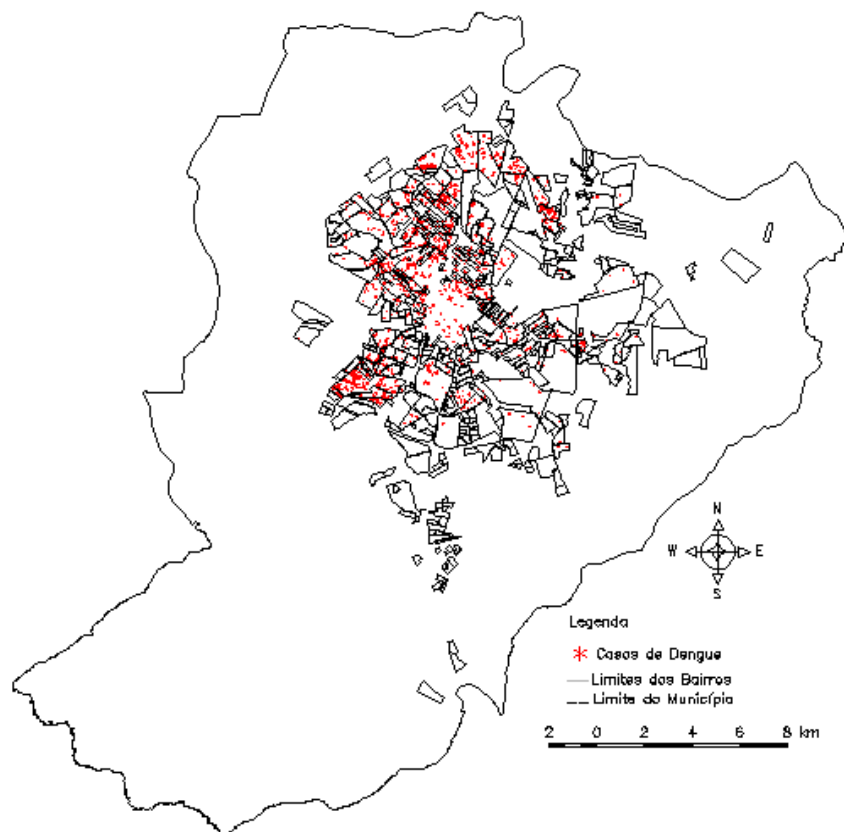 N
W E
S
Legenda
Casos de Dengue
Limites dos Bairros
Limite do Município
2 0 2 4 6 8 km